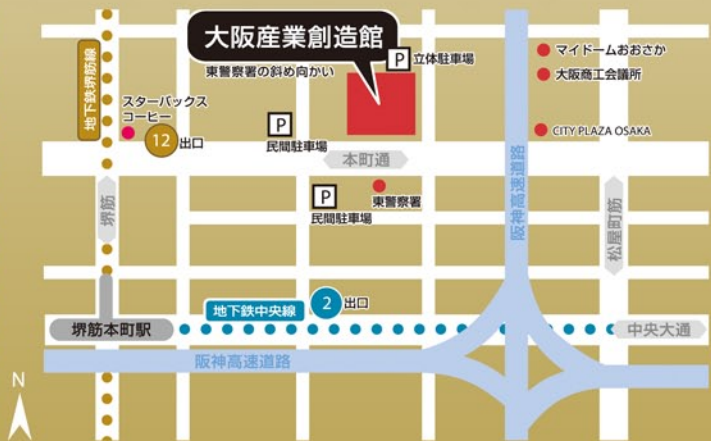 大阪産業創造館
東警察署の斜め向かい
P
立体駐車場
マイドームおおさか
大阪商工会議所
CITY PLAZA OSAKA
地下鉄堺筋線
スターバックス
コーヒー
12
出口
P
民間駐車場
本町通
P
民間駐車場
東警察署
堺筋
阪神高速道路
松屋町筋
地下鉄中央線
2
出口
堺筋本町駅
中央大通
阪神高速道路
N